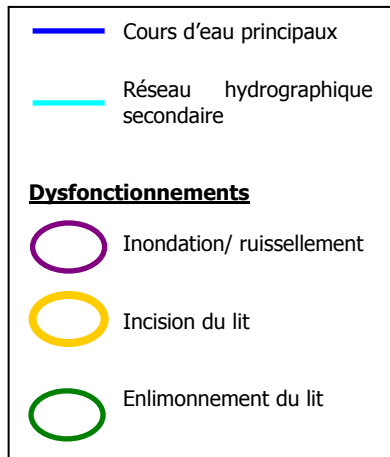 Cours d’eau principaux
Réseau hydrographique
secondaire
Dysfonctionnements
Inondation/ ruissellement
Incision du lit
Enlimonnement du lit